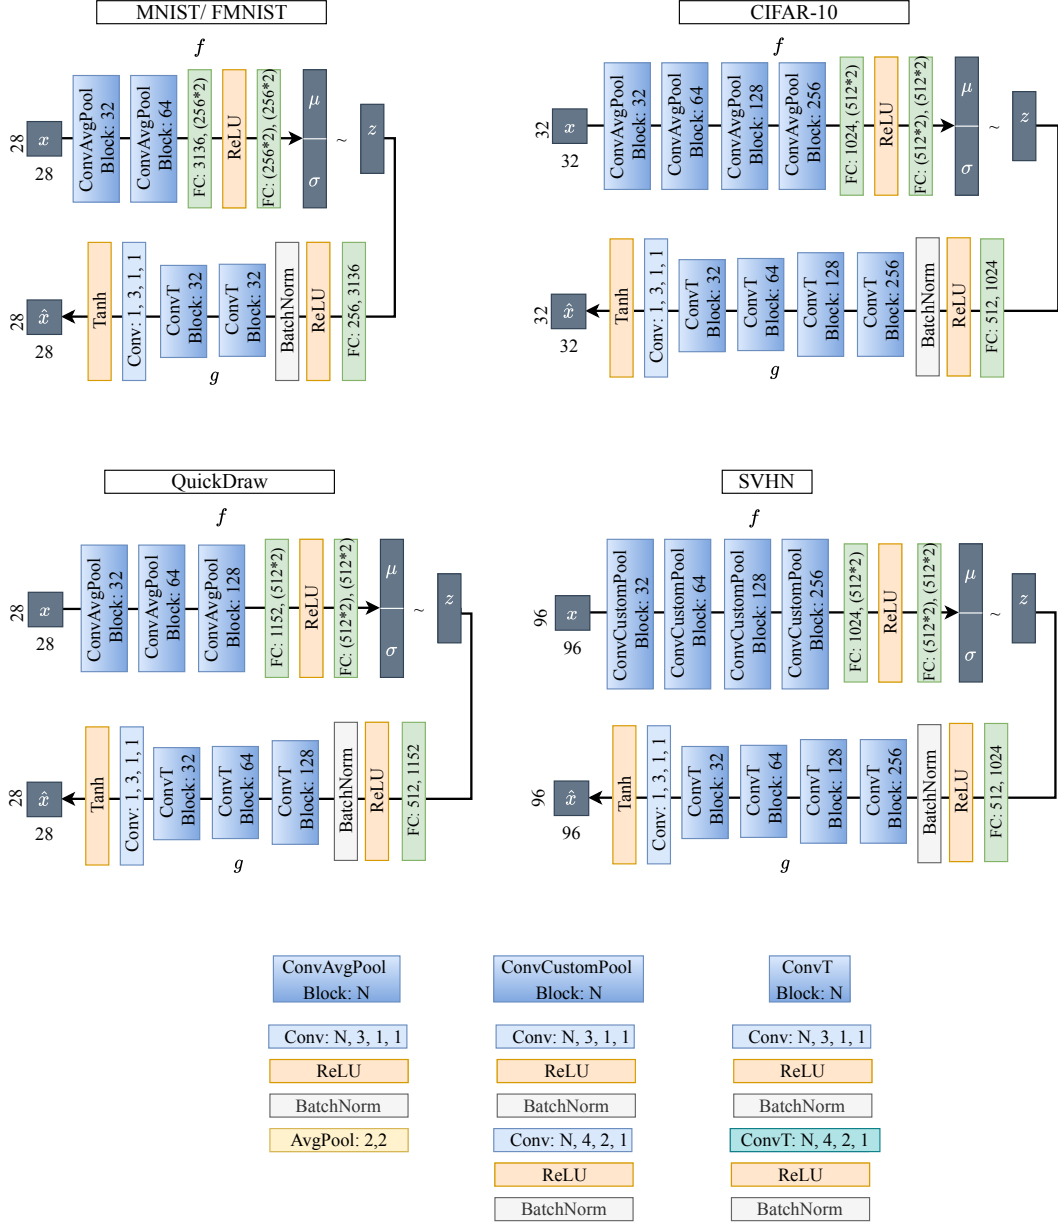 MNIST/ FMNIST
f
28
x
28
ConvAvgPool
Block: 32
ConvAvgPool
Block: 64
FC: 3136, (256*2)
ReLU
FC: (256*2), (256*2)
μ
σ
~
z
28
x̂
28
Tanh
Conv: 1, 3, 1, 1
ConvT
Block: 32
ConvT
Block: 32
BatchNorm
ReLU
FC: 256, 3136
g
CIFAR-10
f
32
x
32
ConvAvgPool
Block: 32
ConvAvgPool
Block: 64
ConvAvgPool
Block: 128
ConvAvgPool
Block: 256
FC: 1024, (512*2)
ReLU
FC: (512*2), (512*2)
μ
σ
~
z
32
x̂
32
Tanh
Conv: 1, 3, 1, 1
ConvT
Block: 32
ConvT
Block: 64
ConvT
Block: 128
ConvT
Block: 256
BatchNorm
ReLU
FC: 512, 1024
g
QuickDraw
f
28
x
28
ConvAvgPool
Block: 32
ConvAvgPool
Block: 64
ConvAvgPool
Block: 128
FC: 1152, (512*2)
ReLU
FC: (512*2), (512*2)
μ
σ
~
z
28
x̂
28
Tanh
Conv: 1, 3, 1, 1
ConvT
Block: 32
ConvT
Block: 64
ConvT
Block: 128
BatchNorm
ReLU
FC: 512, 1152
g
SVHN
f
96
x
96
ConvCustomPool
Block: 32
ConvCustomPool
Block: 64
ConvCustomPool
Block: 128
ConvCustomPool
Block: 256
FC: 1024, (512*2)
ReLU
FC: (512*2), (512*2)
μ
σ
~
z
96
x̂
96
Tanh
Conv: 1, 3, 1, 1
ConvT
Block: 32
ConvT
Block: 64
ConvT
Block: 128
ConvT
Block: 256
BatchNorm
ReLU
FC: 512, 1024
g
ConvAvgPool
Block: N
Conv: N, 3, 1, 1
ReLU
BatchNorm
AvgPool: 2,2
ConvCustomPool
Block: N
Conv: N, 3, 1, 1
ReLU
BatchNorm
Conv: N, 4, 2, 1
ReLU
BatchNorm
ConvT
Block: N
Conv: N, 3, 1, 1
ReLU
BatchNorm
ConvT: N, 4, 2, 1
ReLU
BatchNorm